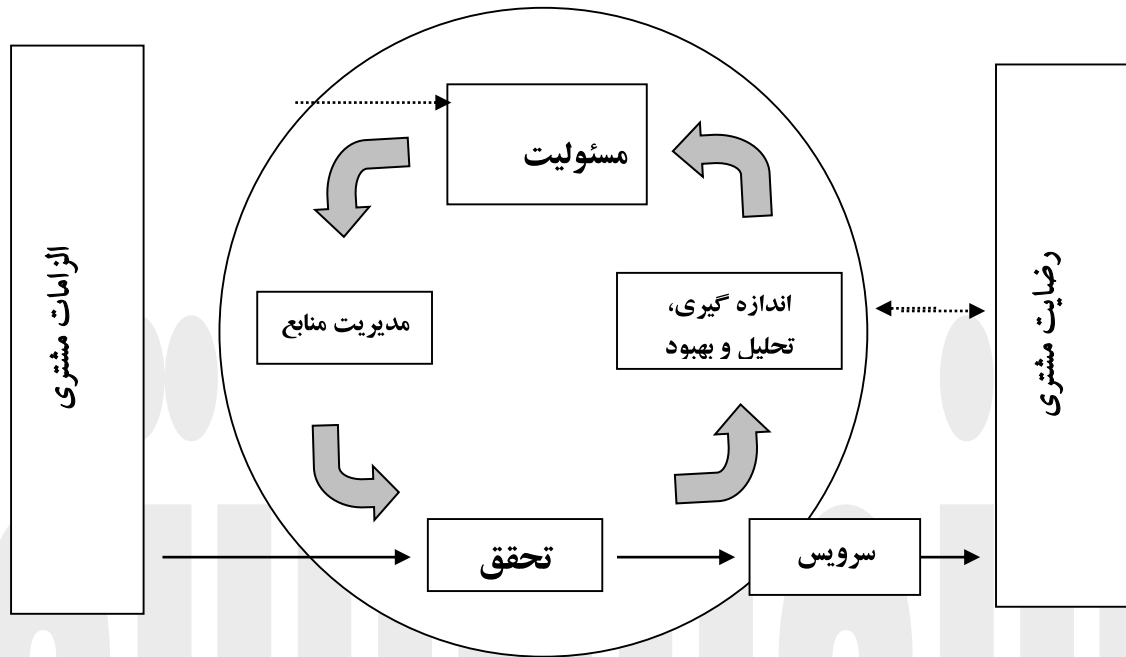 مسئولیت
الزامات مشتری
رضایت مشتری
مدیریت منابع
اندازه گیری،
تحلیل و بهبود
تحقق
سرویس